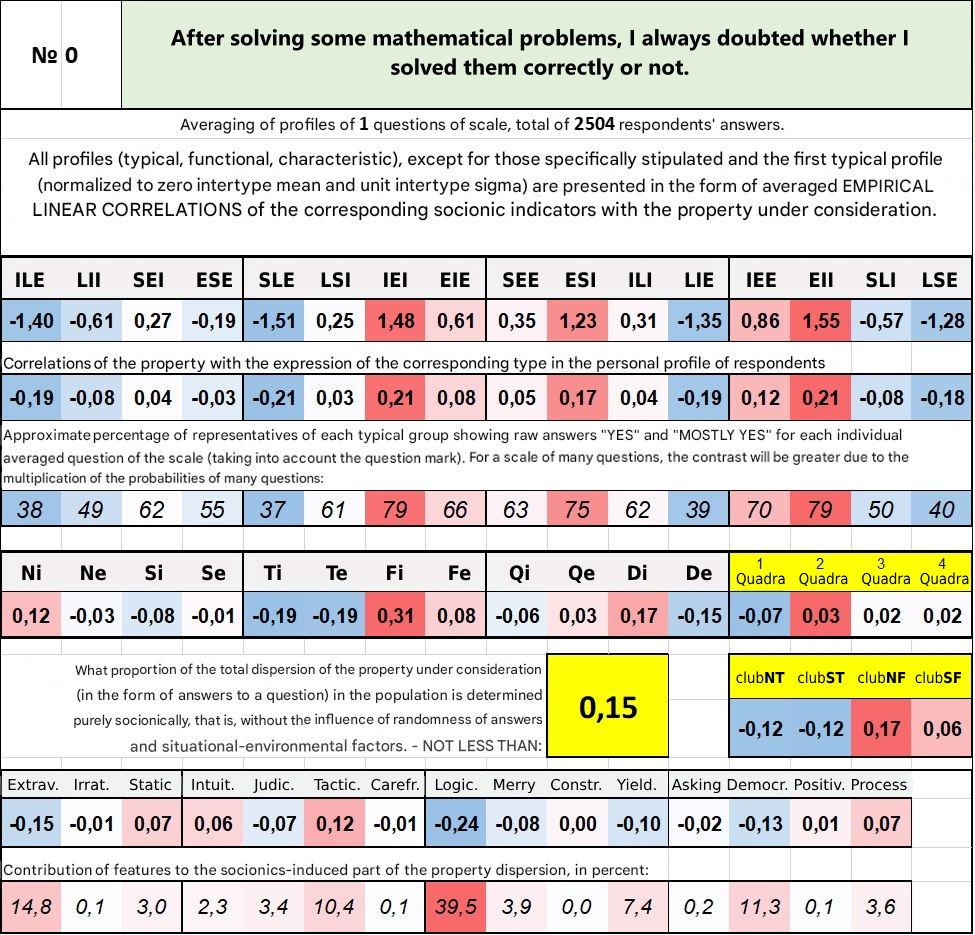 № 0
After solving some mathematical problems, I always doubted whether I
solved them correctly or not.
Averaging of profiles of 1 questions of scale, total of 2504 respondents' answers.
All profiles (typical, functional, characteristic), except for those specifically stipulated and the first typical profile
(normalized to zero intertype mean and unit intertype sigma) are presented in the form of averaged EMPIRICAL
LINEAR CORRELATIONS of the corresponding socionic indicators with the property under consideration.
ILE LII SEI ESE SLE LSI IEI EIE SEE ESI ILI LIE IEE EII SLI LSE
-1,40 -0,61 0,27 -0,19 -1,51 0,25 1,48 0,61 0,35 1,23 0,31 -1,35 0,86 1,55 -0,57 -1,28
Correlations of the property with the expression of the corresponding type in the personal profile of respondents
-0,19 -0,08 0,04 -0,03 -0,21 0,03 0,21 0,08 0,05 0,17 0,04 -0,19 0,12 0,21 -0,08 -0,18
Approximate percentage of representatives of each typical group showing raw answers "YES" and "MOSTLY YES" for each individual
averaged question of the scale (taking into account the question mark). For a scale of many questions, the contrast will be greater due to the
multiplication of the probabilities of many questions:
38 49 62 55 37 61 79 66 63 75 62 39 70 79 50 40
Ni Ne Si Se Ti Te Fi Fe Qi Qe Di De 1 Quadra 2 Quadra 3 Quadra 4 Quadra
0,12 -0,03 -0,08 -0,01 -0,19 -0,19 0,31 0,08 -0,06 0,03 0,17 -0,15 -0,07 0,03 0,02 0,02
What proportion of the total dispersion of the property under consideration
(in the form of answers to a question) in the population is determined
purely socionically, that is, without the influence of randomness of answers
and situational-environmental factors. - NOT LESS THAN:
0,15
clubNT clubST clubNF clubSF
-0,12 -0,12 0,17 0,06
Extrav. Irrat. Static Intuit. Judic. Tactic. Carefr. Logic. Merry Constr. Yield. Asking Democr. Positiv. Process
-0,15 -0,01 0,07 0,06 -0,07 0,12 -0,01 -0,24 -0,08 0,00 -0,10 -0,02 -0,13 0,01 0,07
Contribution of features to the socionics-induced part of the property dispersion, in percent:
14,8 0,1 3,0 2,3 3,4 10,4 0,1 39,5 3,9 0,0 7,4 0,2 11,3 0,1 3,6